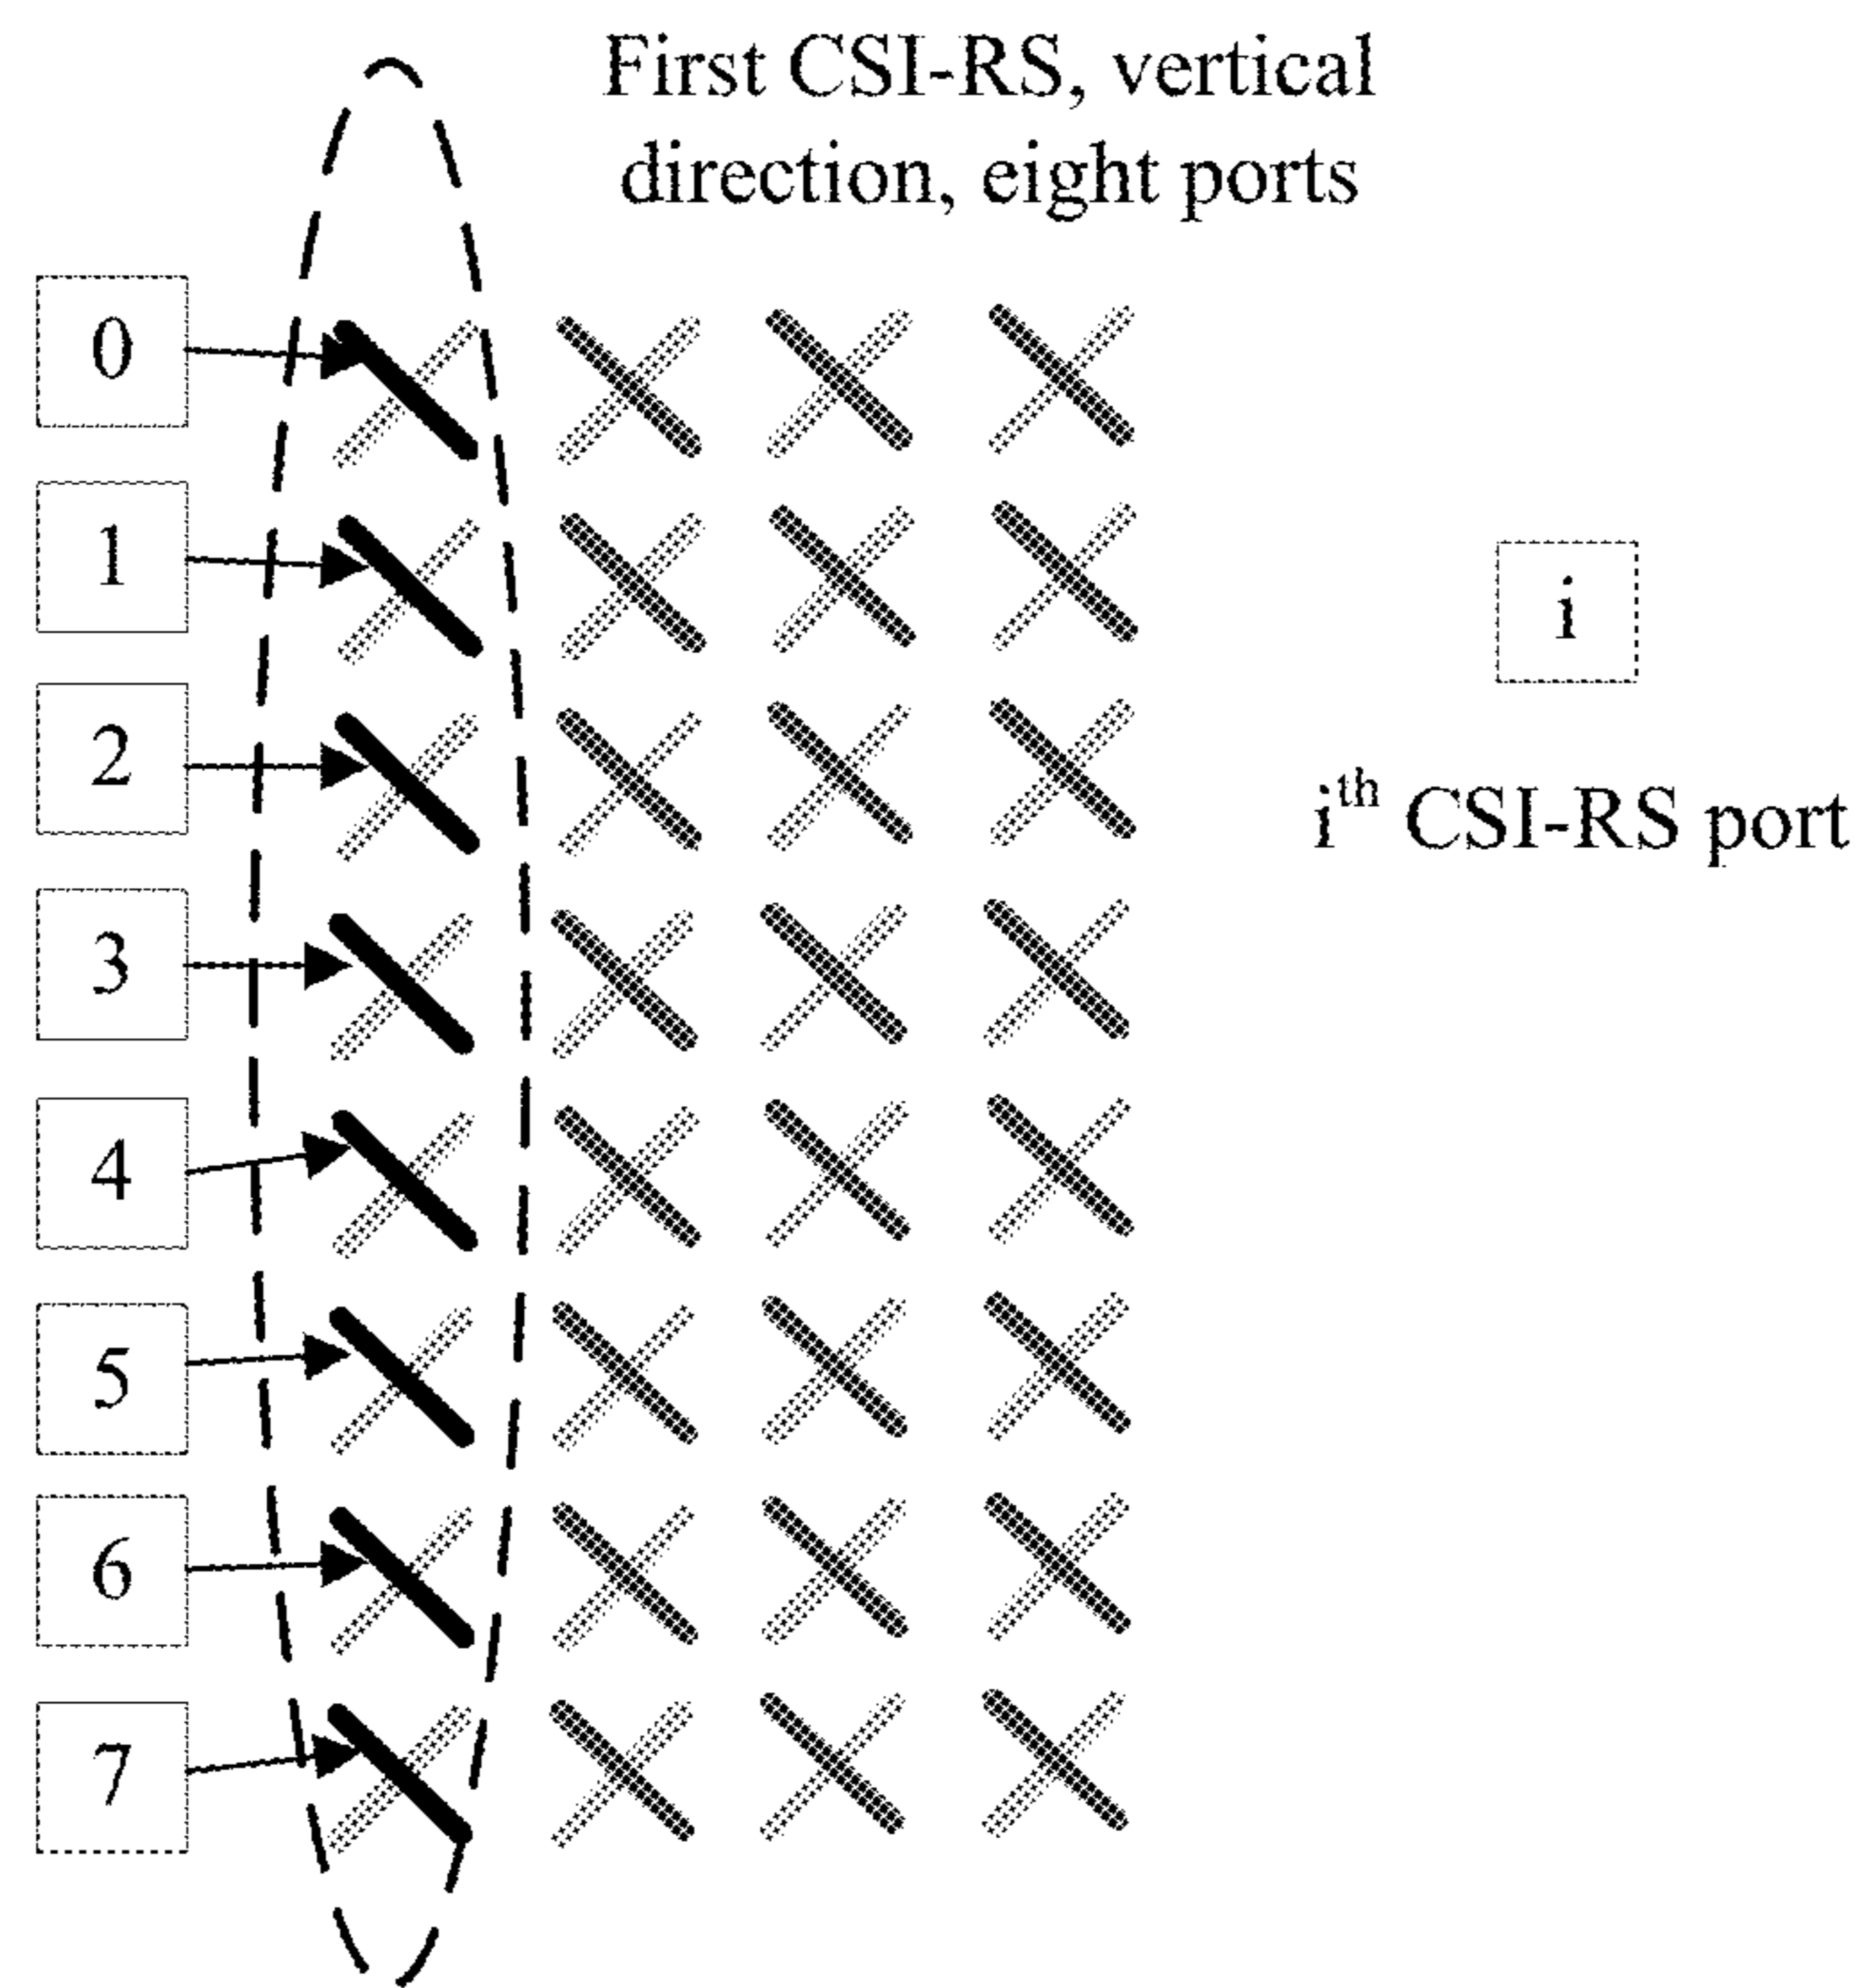 First CSI-RS, vertical
direction, eight ports
0
1
2
3
4
5
6
7
i
ith CSI-RS port